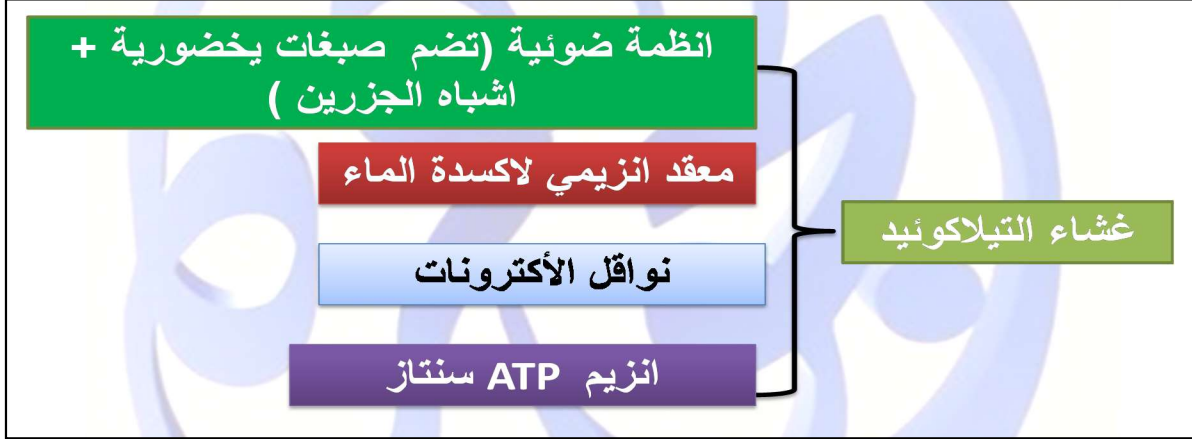 انظمة ضوئية (تضم صبغات يخضورية +
اشباه الجزرين )
معقد انزيمي لاكسدة الماء
غشاء التيلاكوئيد
نواقل الأكترونات
انزيم ATP سنتاز